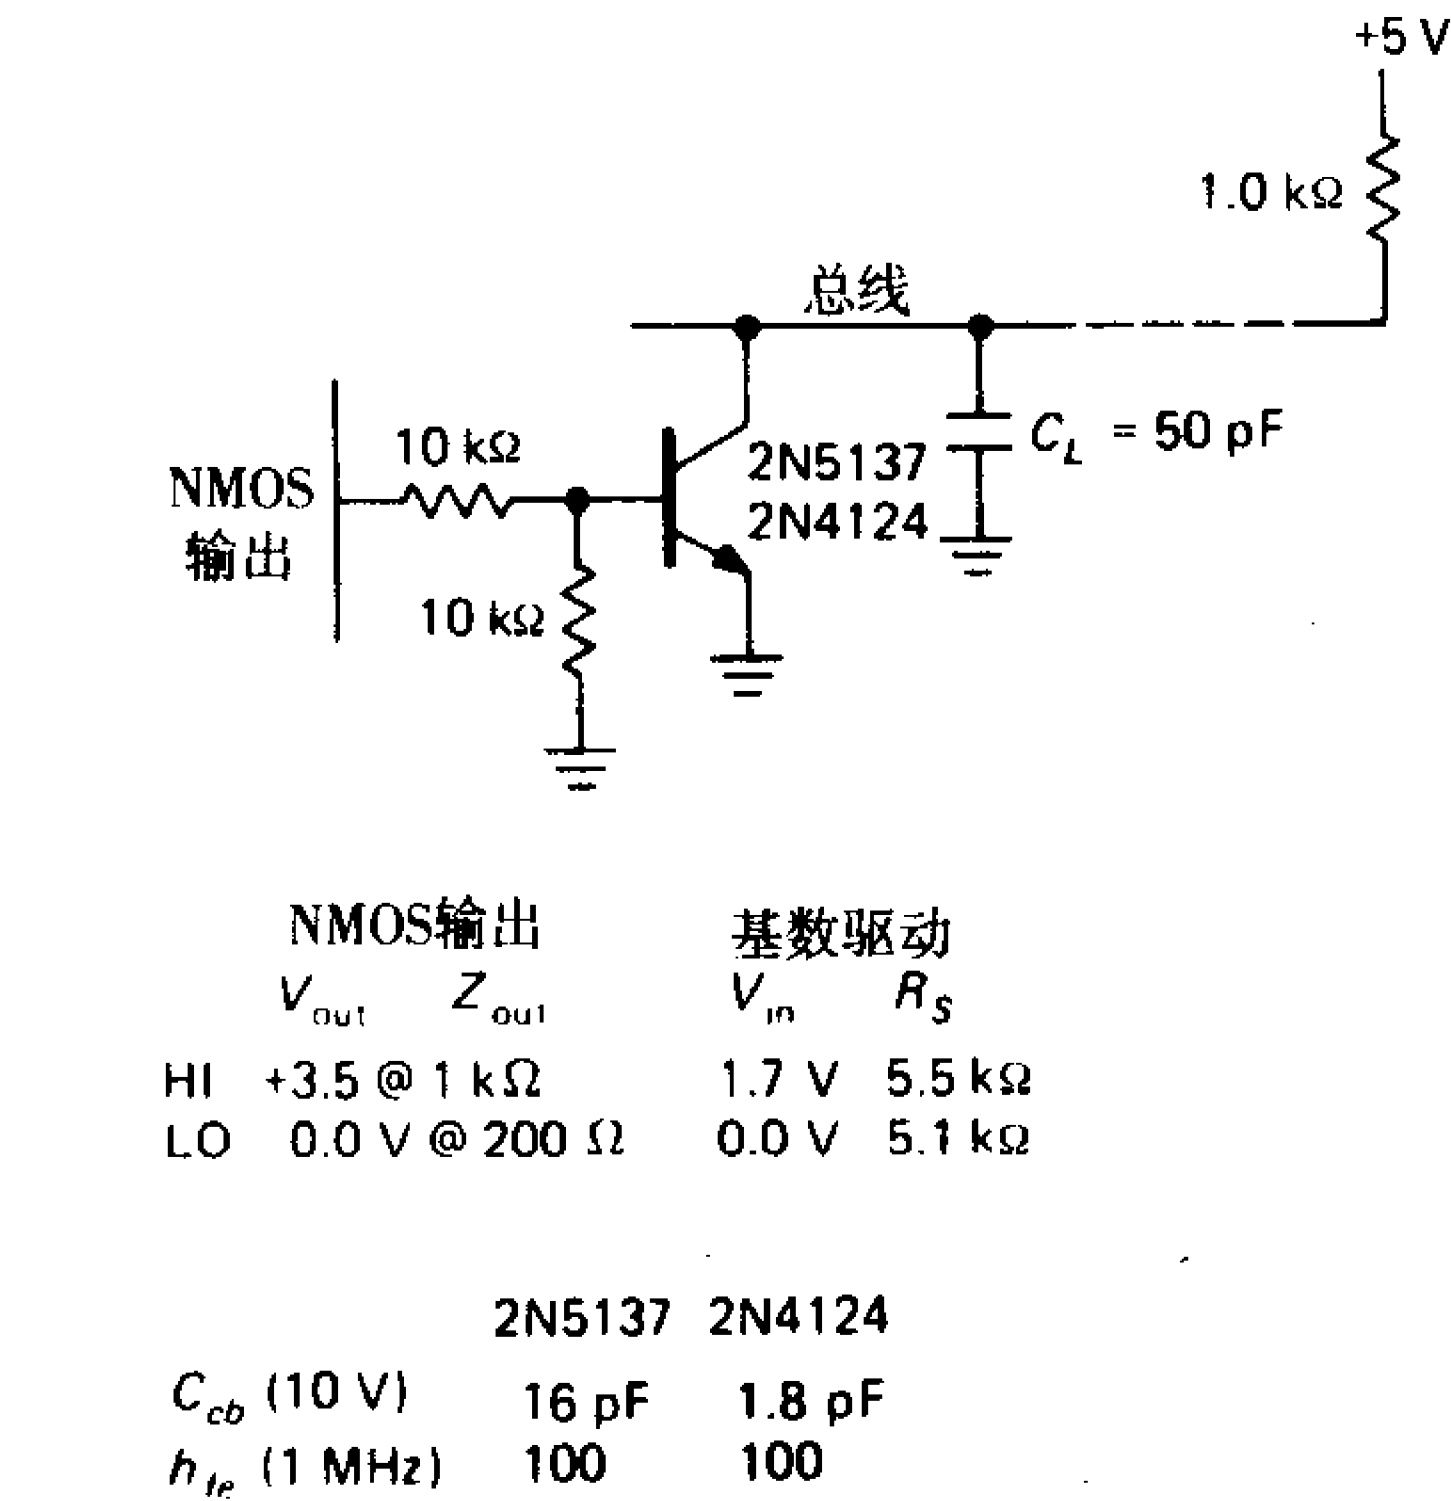 +5 V
1.0 kΩ
总线
10 kΩ
C_L = 50 pF
2N5137
2N4124
NMOS
输出
10 kΩ
NMOS输出 基数驱动
V_out Z_out V_in R_S
HI +3.5 @ 1 kΩ 1.7 V 5.5 kΩ
LO 0.0 V @ 200 Ω 0.0 V 5.1 kΩ
2N5137 2N4124
C_cb (10 V) 16 pF 1.8 pF
h_fe (1 MHz) 100 100